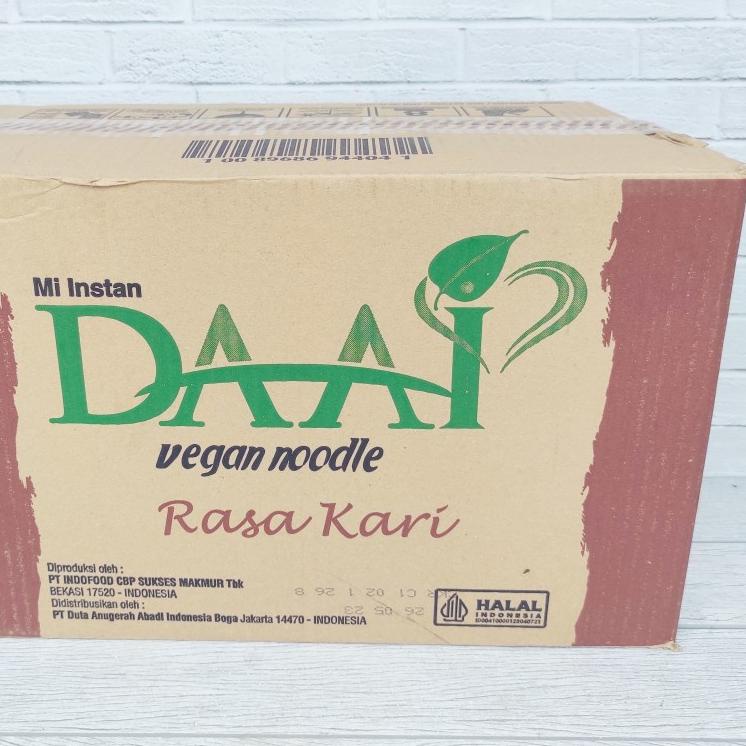 1 00 89686 94404 1
Mi Instan
DAAI
vegan noodle
Rasa Kari
Diproduksi oleh :
PT INDOFOOD CBP SUKSES MAKMUR Tbk
BEKASI 17520 - INDONESIA
Didistribusikan oleh :
PT Duta Anugerah Abadi Indonesia Boga Jakarta 14470 - INDONESIA
26 05 23
HALAL
INDONESIA